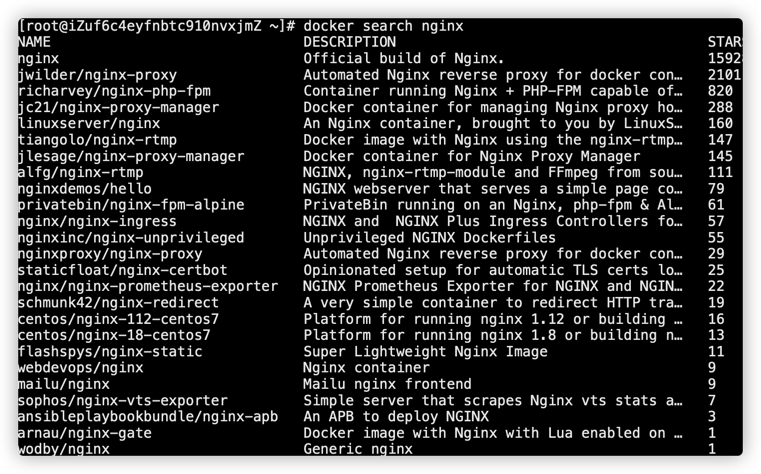 [root@iZuf6c4eyfnbtc910nvxjmZ ~]# docker search nginx
NAME DESCRIPTION STAR
nginx Official build of Nginx. 1592
jwilder/nginx-proxy Automated Nginx reverse proxy for docker con… 2101
richarvey/nginx-php-fpm Container running Nginx + PHP-FPM capable of… 820
jc21/nginx-proxy-manager Docker container for managing Nginx proxy ho… 288
linuxserver/nginx An Nginx container, brought to you by LinuxS… 160
tiangolo/nginx-rtmp Docker image with Nginx using the nginx-rtmp… 147
jlesage/nginx-proxy-manager Docker container for Nginx Proxy Manager 145
alfg/nginx-rtmp NGINX, nginx-rtmp-module and FFmpeg from sou… 111
nginxdemos/hello NGINX webserver that serves a simple page co… 79
privatebin/nginx-fpm-alpine PrivateBin running on an Nginx, php-fpm & Al… 61
nginx/nginx-ingress NGINX and  NGINX Plus Ingress Controllers fo… 57
nginxinc/nginx-unprivileged Unprivileged NGINX Dockerfiles 55
nginxproxy/nginx-proxy Automated Nginx reverse proxy for docker con… 29
staticfloat/nginx-certbot Opinionated setup for automatic TLS certs lo… 25
nginx/nginx-prometheus-exporter NGINX Prometheus Exporter for NGINX and NGIN… 22
schmunk42/nginx-redirect A very simple container to redirect HTTP tra… 19
centos/nginx-112-centos7 Platform for running nginx 1.12 or building … 16
centos/nginx-18-centos7 Platform for running nginx 1.8 or building n… 13
flashspys/nginx-static Super Lightweight Nginx Image 11
webdevops/nginx Nginx container 9
mailu/nginx Mailu nginx frontend 9
sophos/nginx-vts-exporter Simple server that scrapes Nginx vts stats a… 7
ansibleplaybookbundle/nginx-apb An APB to deploy NGINX 3
arnau/nginx-gate Docker image with Nginx with Lua enabled on … 1
wodby/nginx Generic nginx 1